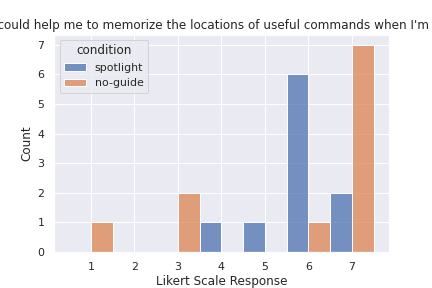 could help me to memorize the locations of useful commands when I'm
condition
spotlight
no-guide
7
6
5
4
3
2
1
0
Count
1 2 3 4 5 6 7
Likert Scale Response